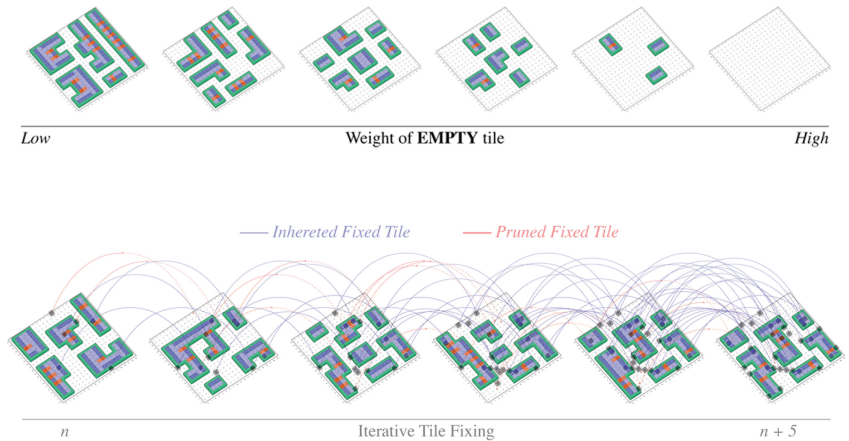 Low Weight of EMPTY tile High
Inhereted Fixed Tile Pruned Fixed Tile
n Iterative Tile Fixing n + 5